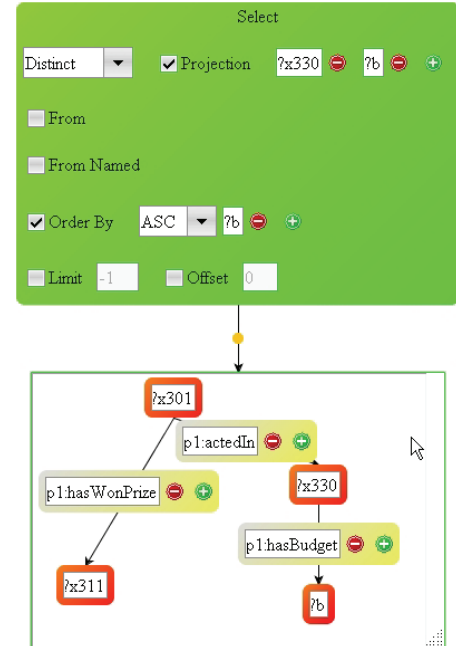 Select
Distinct Projection ?x330 ?b
From
From Named
Order By ASC ?b
Limit -1 Offset 0
?x301
p1:actedIn
p1:hasWonPrize ?x330
p1:hasBudget
?x311
?b